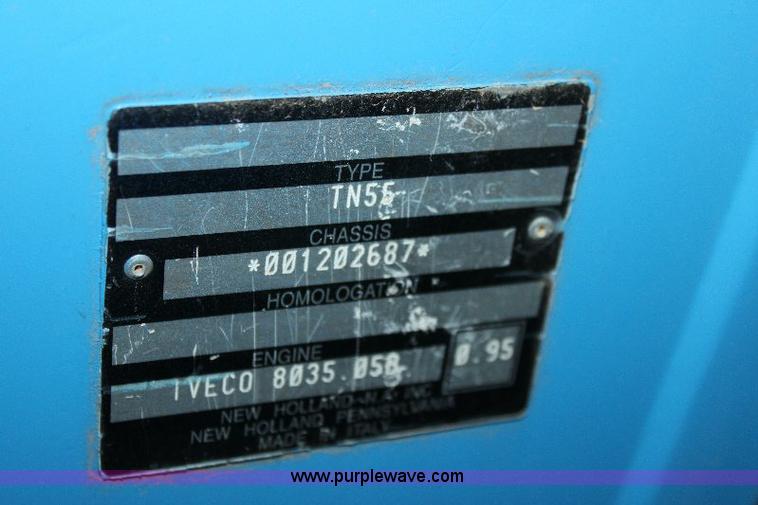 TYPE
TN55
CHASSIS
*001202687*
HOMOLOGATION
ENGINE
IVECO 8035.05B 0.95
NEW HOLLAND N.A. INC
NEW HOLLAND PENNSYLVANIA
MADE IN ITALY
www.purplewave.com